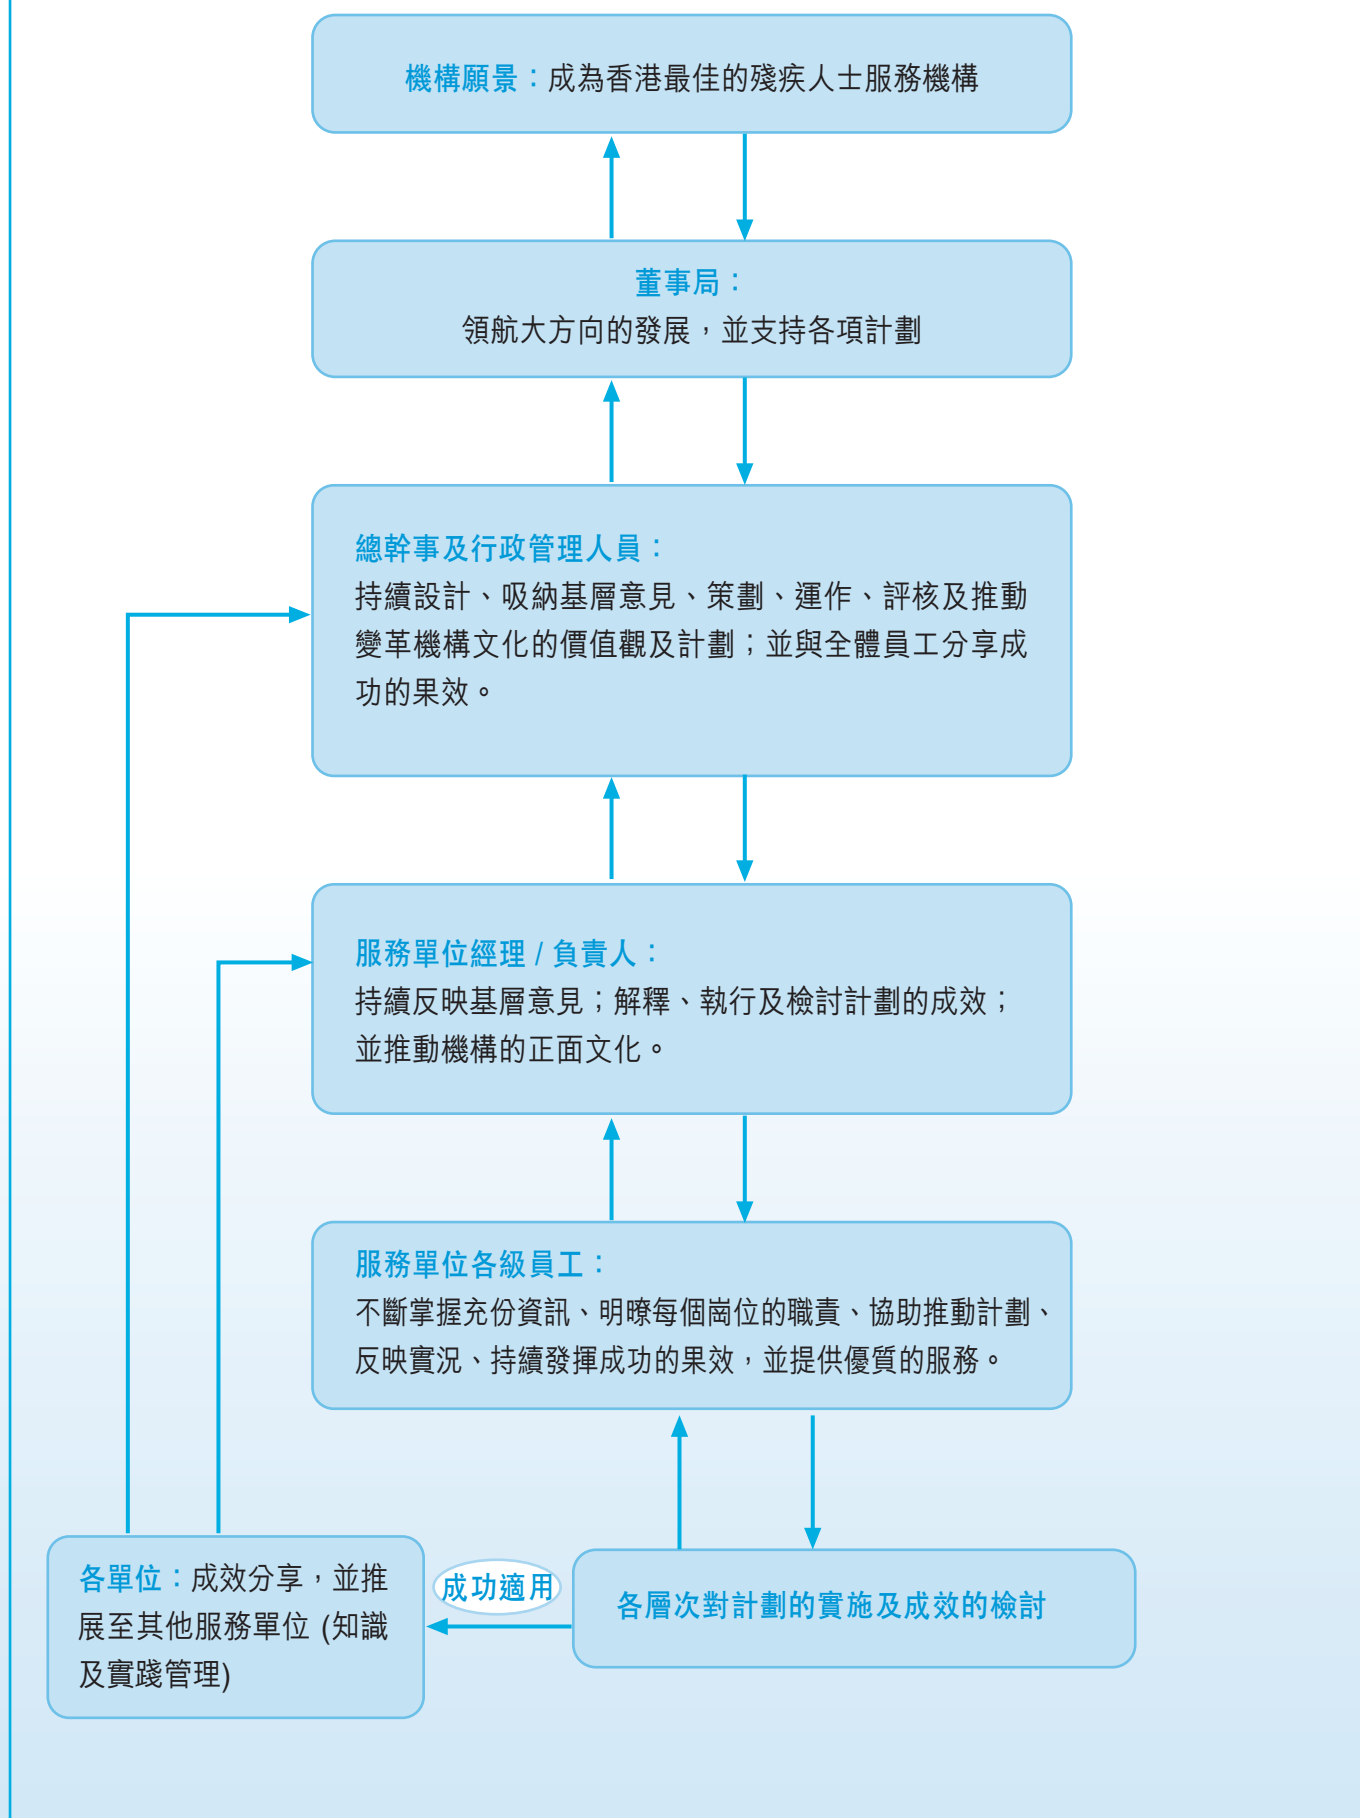 機構願景：成為香港最佳的殘疾人士服務機構
董事局：
領航大方向的發展，並支持各項計劃
總幹事及行政管理人員：
持續設計、吸納基層意見、策劃、運作、評核及推動
變革機構文化的價值觀及計劃；並與全體員工分享成
功的果效。
服務單位經理 / 負責人：
持續反映基層意見；解釋、執行及檢討計劃的成效；
並推動機構的正面文化。
服務單位各級員工：
不斷掌握充份資訊、明瞭每個崗位的職責、協助推動計劃、
反映實況、持續發揮成功的果效，並提供優質的服務。
各單位：成效分享，並推
展至其他服務單位 (知識
及實踐管理)
成功適用
各層次對計劃的實施及成效的檢討